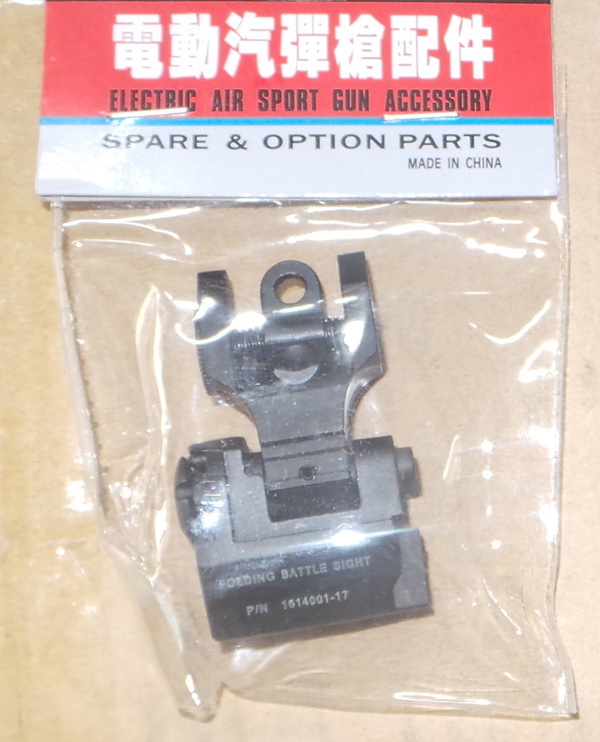 電動汽彈槍配件
ELECTRIC AIR SPORT GUN ACCESSORY
SPARE & OPTION PARTS
MADE IN CHINA
FOLDING BATTLE SIGHT
P/N 1614001-17